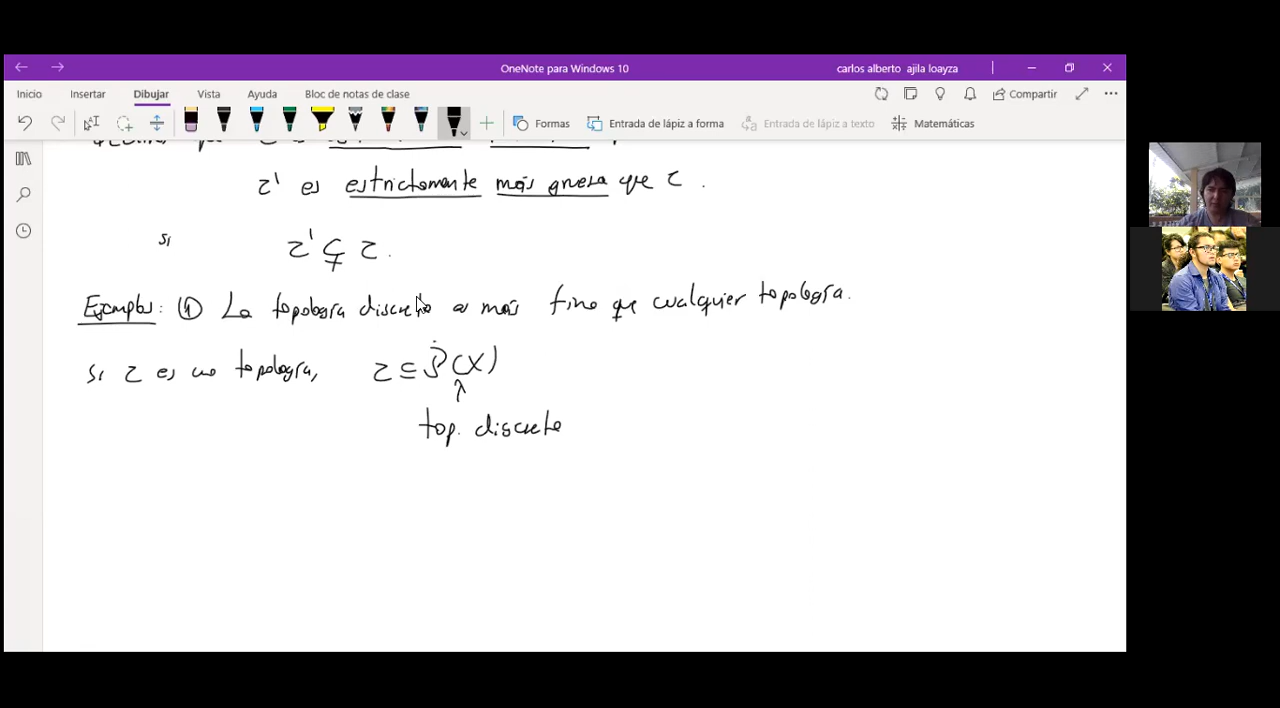 OneNote para Windows 10
carlos alberto ajila loayza
Inicio Insertar Dibujar Vista Ayuda Bloc de notas de clase
Compartir
Formas Entrada de lápiz a forma Entrada de lápiz a texto Matemáticas
τ' es estrictamente más gruesa que τ.
si τ' ⊊ τ.
Ejemplos: (1) La topología discreta es más fina que cualquier topología.
Si τ es una topología, τ ⊆ P(X)
top. discreta